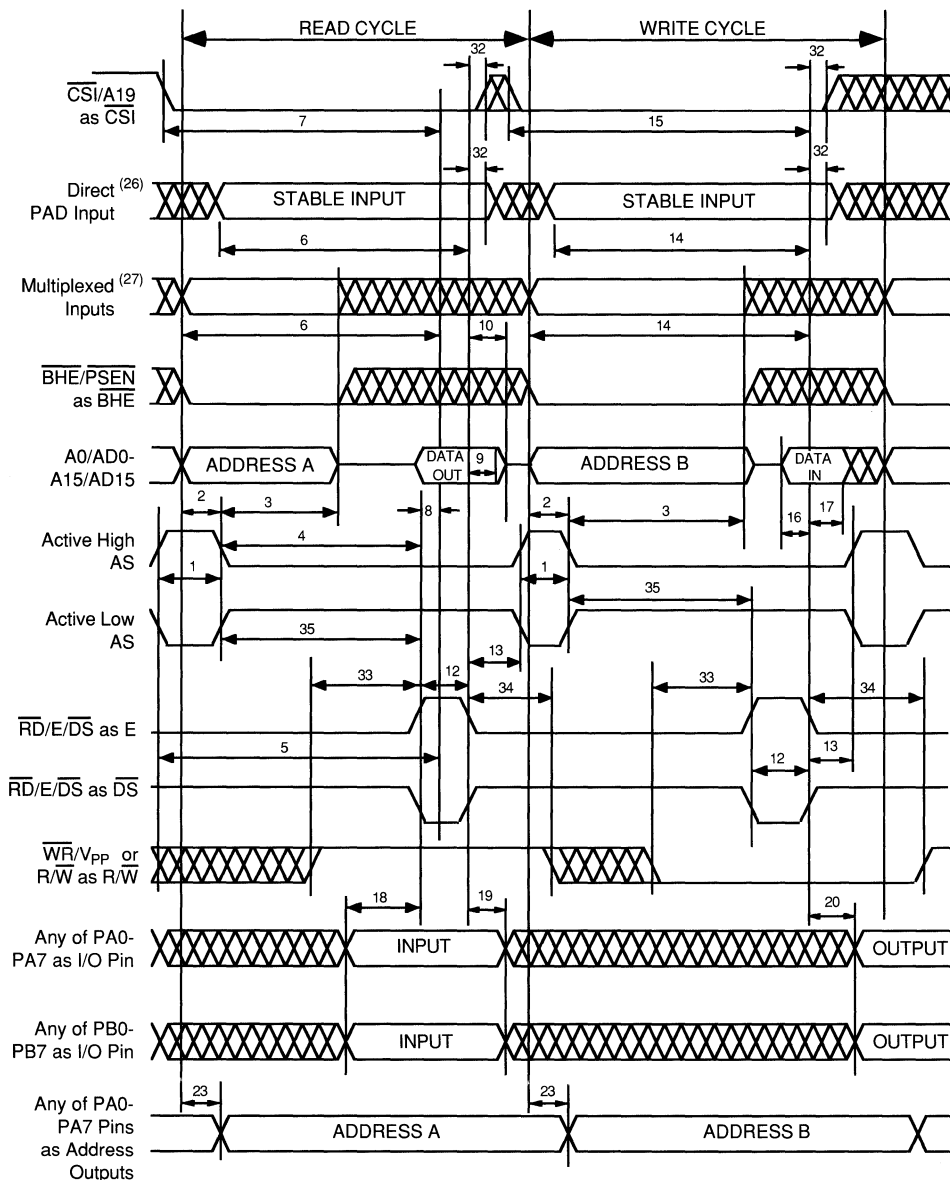 READ CYCLE WRITE CYCLE
32 32
CSI/A19
as CSI
7 15
32 32
Direct (26)
PAD Input
STABLE INPUT STABLE INPUT
6 14
Multiplexed (27)
Inputs
6 10 14
BHE/PSEN
as BHE
A0/AD0-
A15/AD15
ADDRESS A DATA OUT 9 ADDRESS B DATA IN
2 3 8 2 3 16 17
Active High
AS
4
1 1
35
Active Low
AS
35
13
33 12 34 33 34
RD/E/DS as E
5 12 13
RD/E/DS as DS
WR/VPP or
R/W as R/W
18 19 20
Any of PA0-
PA7 as I/O Pin
INPUT OUTPUT
Any of PB0-
PB7 as I/O Pin
INPUT OUTPUT
23 23
Any of PA0-
PA7 Pins
as Address
Outputs
ADDRESS A ADDRESS B